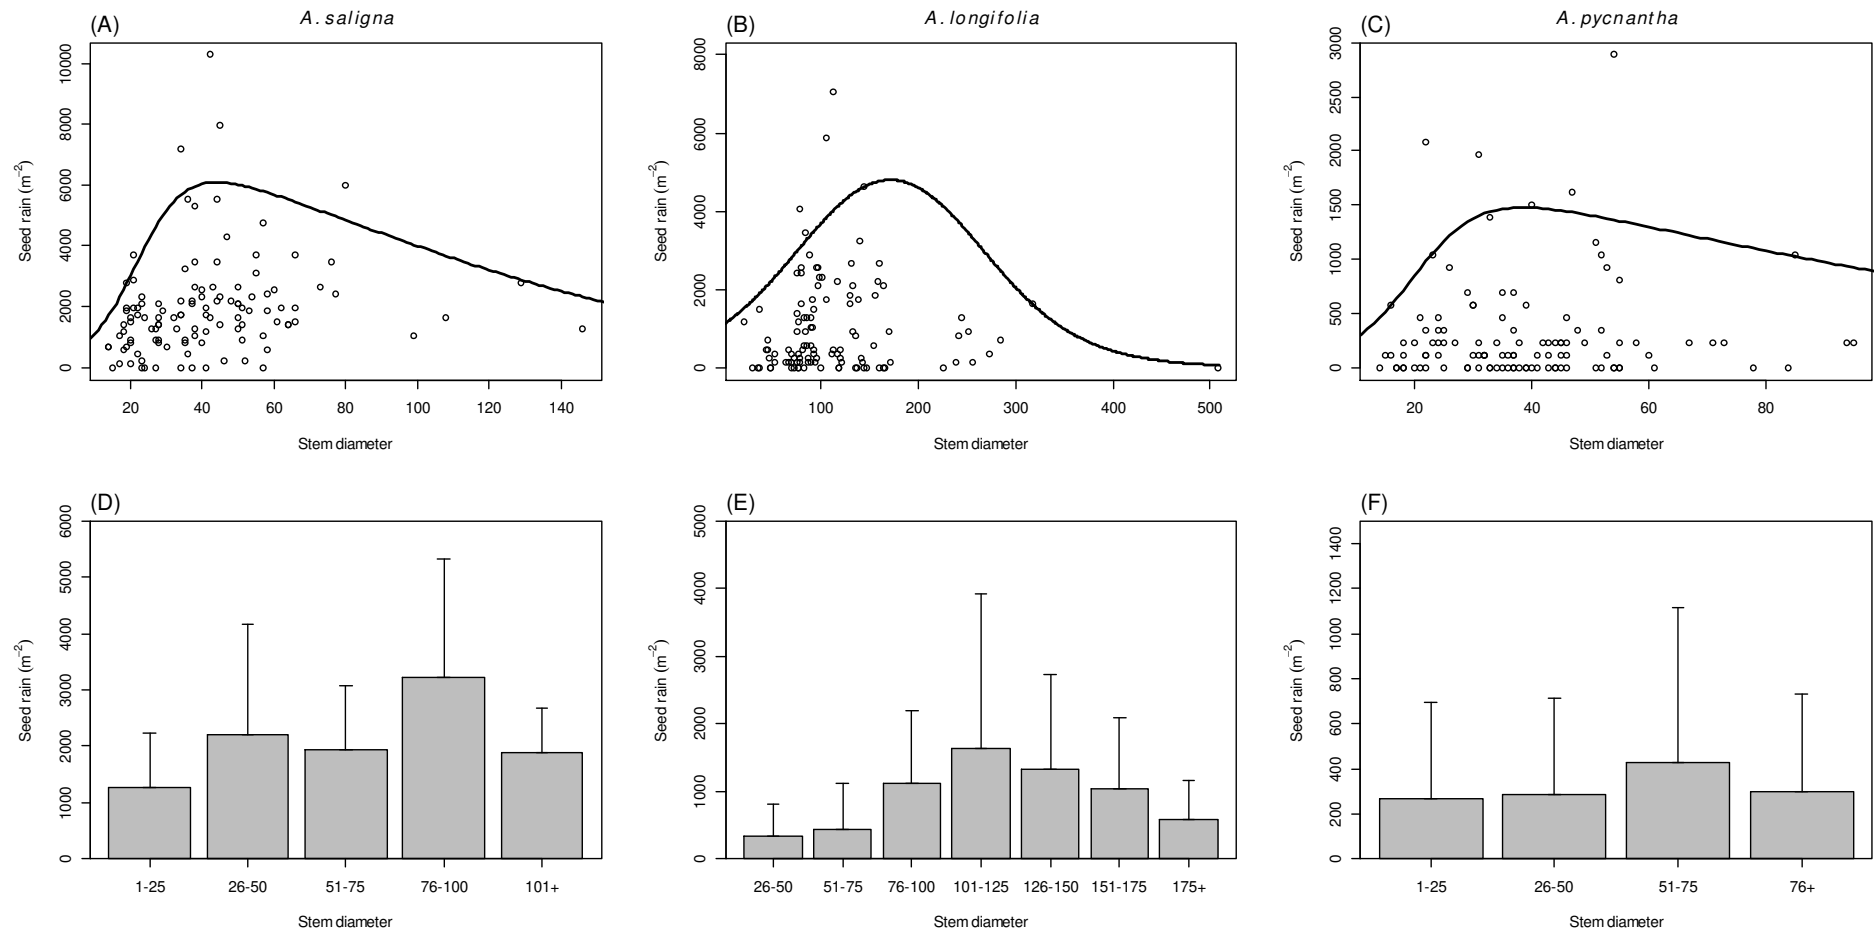 (A)
A. saligna
Seed rain (m⁻²)
0 2000 4000 6000 8000 10000
20 40 60 80 100 120 140
Stem diameter
(B)
A. longifolia
Seed rain (m⁻²)
0 2000 4000 6000 8000
100 200 300 400 500
Stem diameter
(C)
A. pycnantha
Seed rain (m⁻²)
0 500 1000 1500 2000 2500 3000
20 40 60 80
Stem diameter
(D)
Seed rain (m⁻²)
0 1000 2000 3000 4000 5000 6000
1-25 26-50 51-75 76-100 101+
Stem diameter
(E)
Seed rain (m⁻²)
0 1000 2000 3000 4000 5000
26-50 51-75 76-100 101-125 126-150 151-175 175+
Stem diameter
(F)
Seed rain (m⁻²)
0 200 400 600 800 1000 1200 1400
1-25 26-50 51-75 76+
Stem diameter